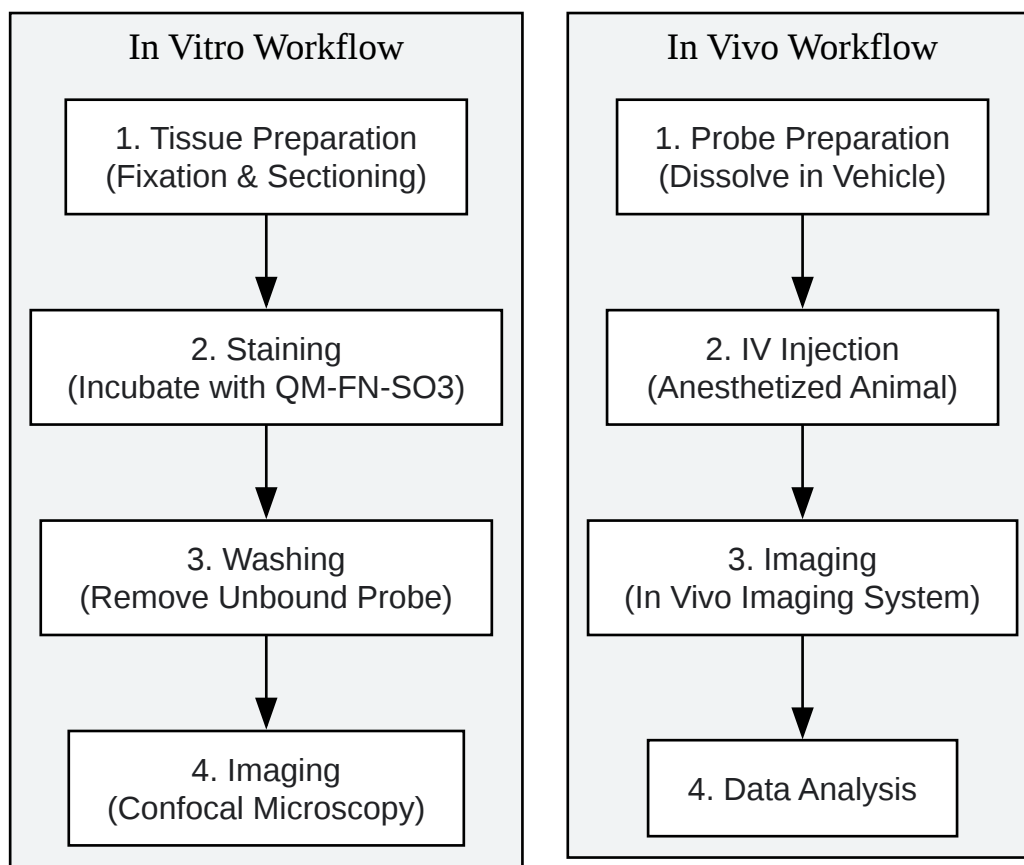 In Vitro Workflow
1. Tissue Preparation
(Fixation & Sectioning)
2. Staining
(Incubate with QM-FN-SO3)
3. Washing
(Remove Unbound Probe)
4. Imaging
(Confocal Microscopy)
In Vivo Workflow
1. Probe Preparation
(Dissolve in Vehicle)
2. IV Injection
(Anesthetized Animal)
3. Imaging
(In Vivo Imaging System)
4. Data Analysis